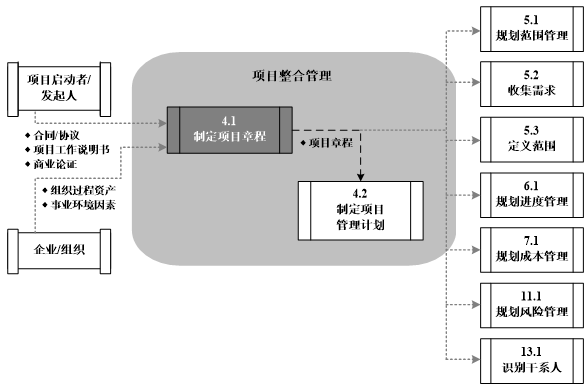 项目启动者/
发起人
◆ 合同/协议
◆ 项目工作说明书
◆ 商业论证
◆ 组织过程资产
◆ 事业环境因素
企业/组织
项目整合管理
4.1
制定项目章程
◆ 项目章程
4.2
制定项目
管理计划
5.1
规划范围管理
5.2
收集需求
5.3
定义范围
6.1
规划进度管理
7.1
规划成本管理
11.1
规划风险管理
13.1
识别干系人